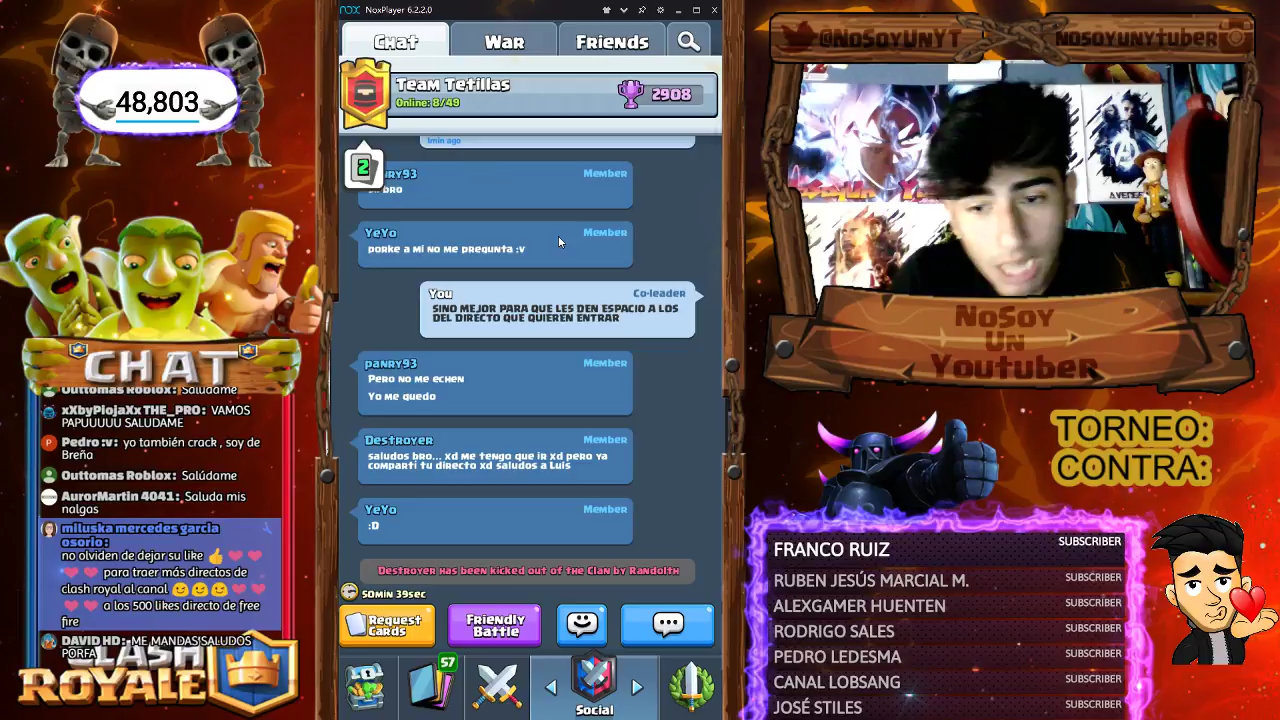 NoxPlayer 6.2.2.0
@NoSoyUnYT
nosoyunytuber
48,803
Chat
War
Friends
Team Tetillas
Online: 8/49
2908
1min ago
2
Member
YeYo
Member
porke a mi no me pregunta :v
You
Co-leader
SINO MEJOR PARA QUE LES DEN ESPACIO A LOS
DEL DIRECTO QUE QUIEREN ENTRAR
panry93
Member
Pero no me echen
Yo me quedo
Destroyer
Member
saludos bro... xd me tengo que ir xd pero ya
comparti tu directo xd saludos a Luis
YeYo
Member
:D
Destroyer has been kicked out of the Clan by Randolth
50min 39sec
Request
Cards
Friendly
Battle
57
Social
CHAT
Outtomas Roblox: Saludame
xXbyPiojaXx THE_PRO: VAMOS
PAPUUUUU SALUDAME
Pedro :v: yo también crack , soy de
Breña
Outtomas Roblox: Salúdame
AurorMartin 4041: Saluda mis
nalgas
miluska mercedes garcia
osorio:
no olviden de dejar su like 👍 ❤ ❤
❤ ❤ para traer más directos de
clash royal al canal 😊 😊 😊 ❤ ❤
❤ ❤ a los 500 likes directo de free
fire
DAVID HD: ME MANDAS|SALUDOS
PORFA
CLASH
ROYALE
NoSoy
Un
Youtuber
TORNEO:
CONTRA:
FRANCO RUIZ
SUBSCRIBER
RUBEN JESÚS MARCIAL M.
SUBSCRIBER
ALEXGAMER HUENTEN
SUBSCRIBER
RODRIGO SALES
SUBSCRIBER
PEDRO LEDESMA
SUBSCRIBER
CANAL LOBSANG
SUBSCRIBER
JOSÉ STILES
SUBSCRIBER